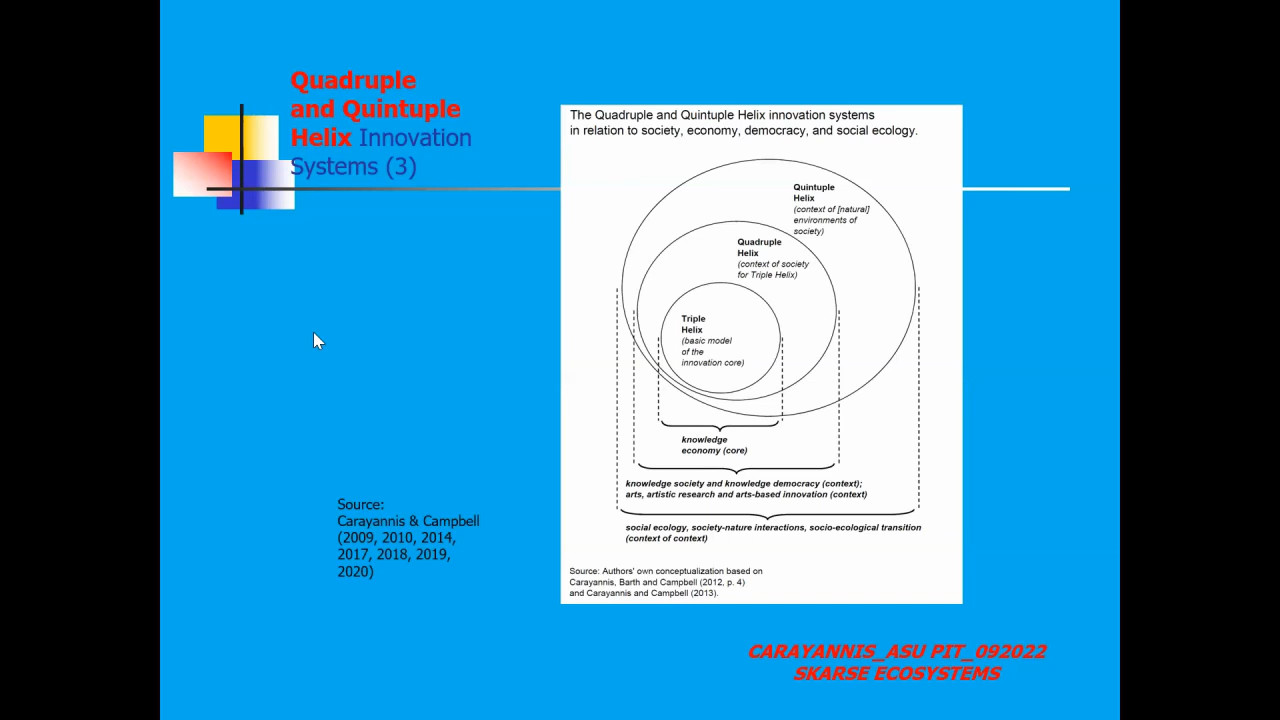 Quadruple
and Quintuple
Helix Innovation
Systems (3)
The Quadruple and Quintuple Helix innovation systems
in relation to society, economy, democracy, and social ecology.
Quintuple
Helix
(context of [natural]
environments of
society)
Quadruple
Helix
(context of society
for Triple Helix)
Triple
Helix
(basic model
of the
innovation core)
knowledge
economy (core)
knowledge society and knowledge democracy (context);
arts, artistic research and arts-based innovation (context)
social ecology, society-nature interactions, socio-ecological transition
(context of context)
Source: Authors' own conceptualization based on
Carayannis, Barth and Campbell (2012, p. 4)
and Carayannis and Campbell (2013).
Source:
Carayannis & Campbell
(2009, 2010, 2014,
2017, 2018, 2019,
2020)
CARAYANNIS_ASU PIT_092022
SKARSE ECOSYSTEMS